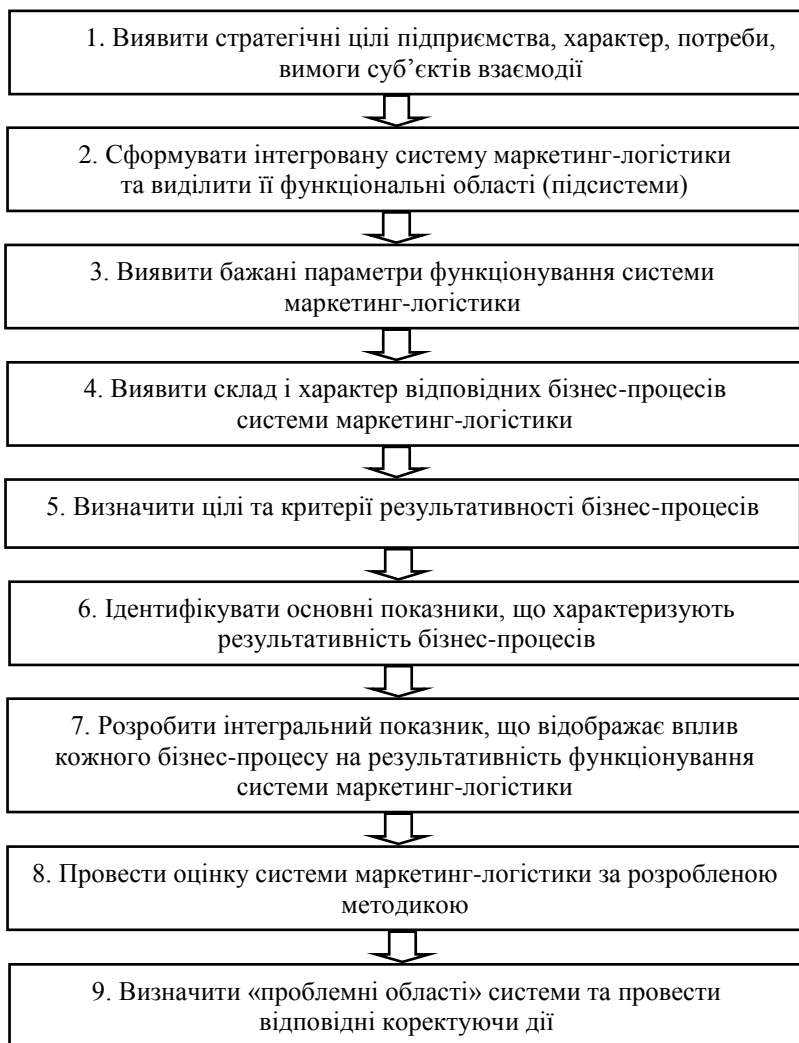 1. Виявити стратегічні цілі підприємства, характер, потреби,
вимоги суб’єктів взаємодії
2. Сформувати інтегровану систему маркетинг-логістики
та виділити її функціональні області (підсистеми)
3. Виявити бажані параметри функціонування системи
маркетинг-логістики
4. Виявити склад і характер відповідних бізнес-процесів
системи маркетинг-логістики
5. Визначити цілі та критерії результативності бізнес-процесів
6. Ідентифікувати основні показники, що характеризують
результативність бізнес-процесів
7. Розробити інтегральний показник, що відображає вплив
кожного бізнес-процесу на результативність функціонування
системи маркетинг-логістики
8. Провести оцінку системи маркетинг-логістики за розробленою
методикою
9. Визначити «проблемні області» системи та провести
відповідні коректуючи дії